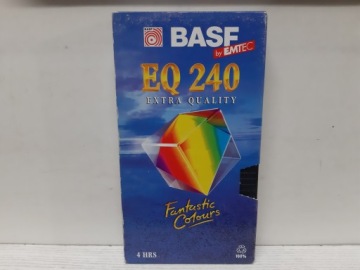 BASF
by EMTEC
EQ 240
EXTRA QUALITY
Fantastic
Colours
4 HRS